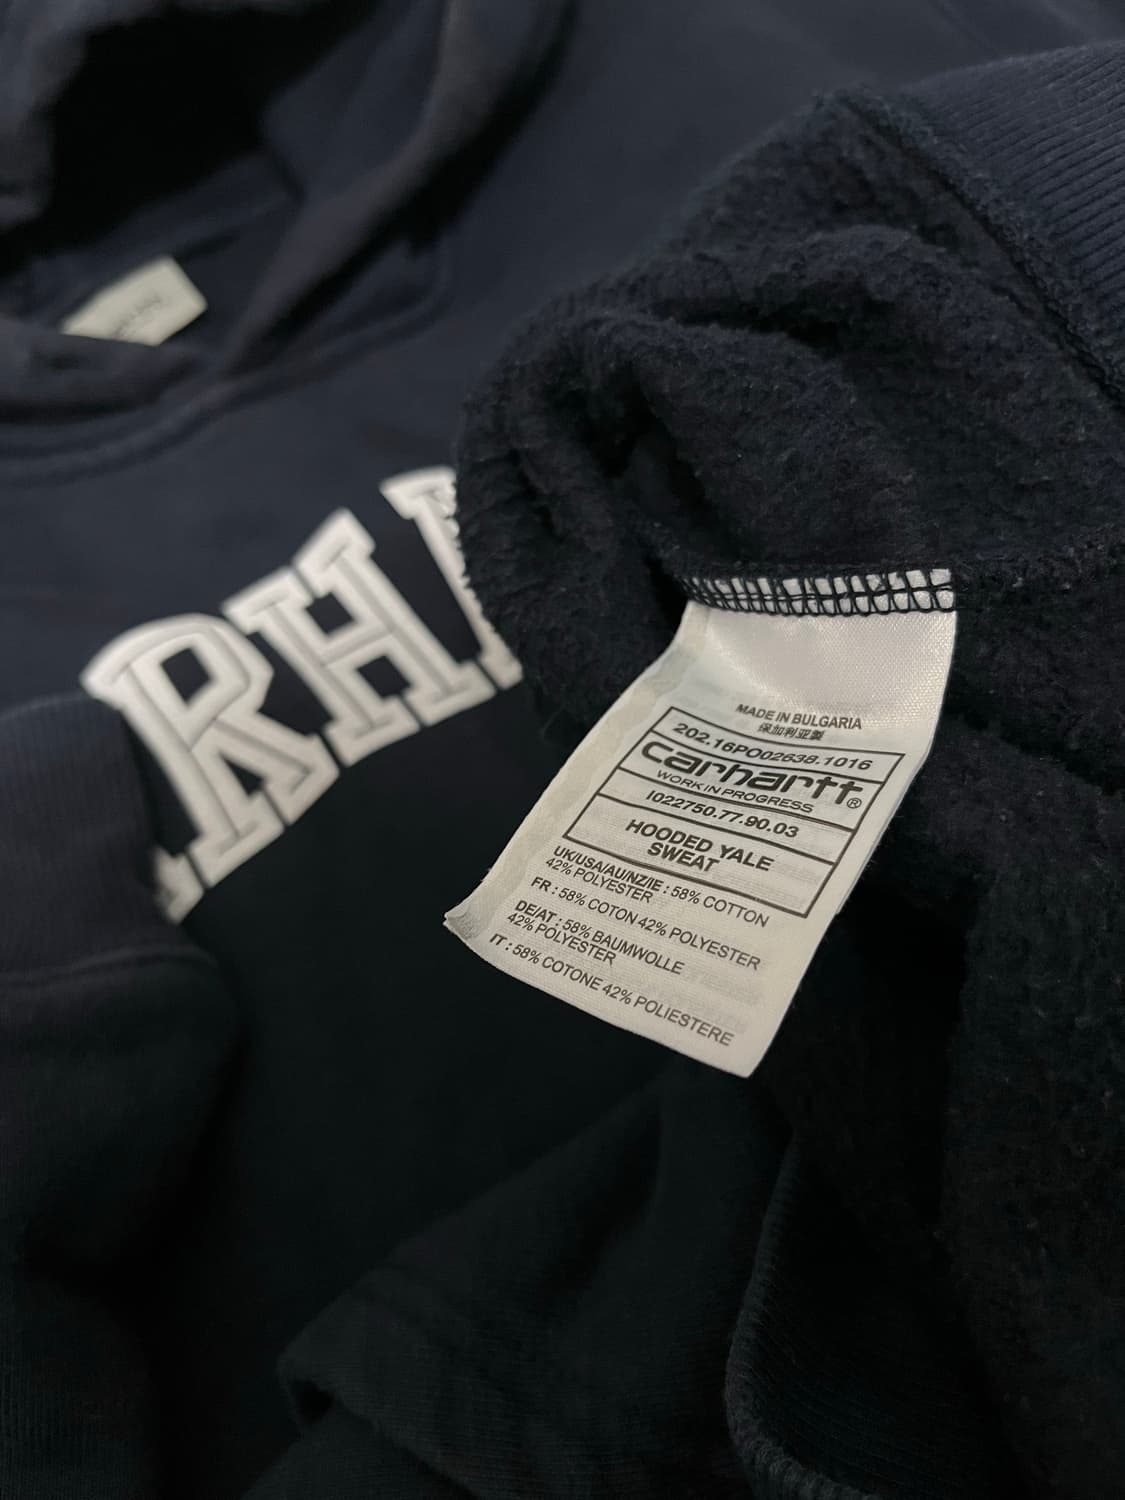 RH
MADE IN BULGARIA
保加利亚製
202.16PO02638.1016
Carhartt®
WORK IN PROGRESS
I022750.77.90.03
HOODED YALE
SWEAT
UK/USA/AU/NZ/IE : 58% COTTON
42% POLYESTER
FR : 58% COTON 42% POLYESTER
DE/AT : 58% BAUMWOLLE
42% POLYESTER
IT : 58% COTONE 42% POLIESTERE